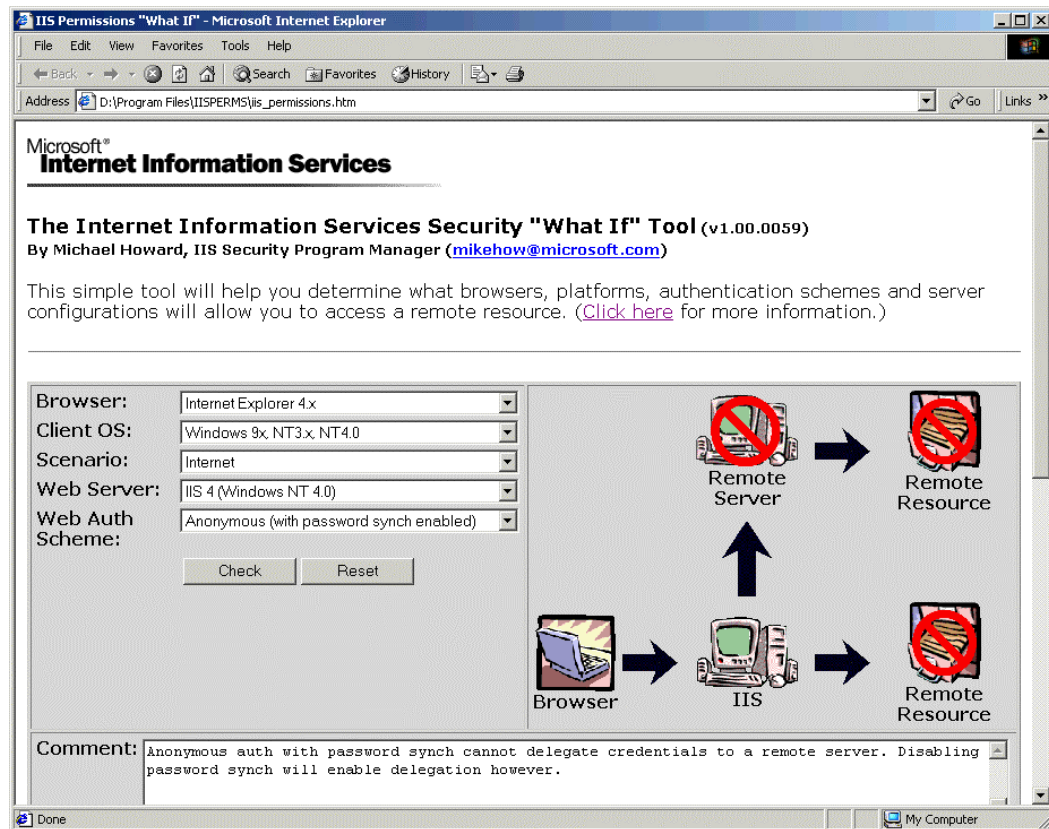 IIS Permissions "What If" - Microsoft Internet Explorer
File Edit View Favorites Tools Help
Back Search Favorites History
Address D:\Program Files\IISPERMS\iis_permissions.htm Go Links »
Microsoft®
Internet Information Services
The Internet Information Services Security "What If" Tool (v1.00.0059)
By Michael Howard, IIS Security Program Manager (mikehow@microsoft.com)
This simple tool will help you determine what browsers, platforms, authentication schemes and server
configurations will allow you to access a remote resource. (Click here for more information.)
Browser: Internet Explorer 4.x
Client OS: Windows 9x, NT3.x, NT4.0
Scenario: Internet
Web Server: IIS 4 (Windows NT 4.0)
Web Auth
Scheme:
Anonymous (with password synch enabled)
Check Reset
Remote
Server
Remote
Resource
Browser
IIS
Remote
Resource
Comment:
Anonymous auth with password synch cannot delegate credentials to a remote server. Disabling
password synch will enable delegation however.
Done My Computer